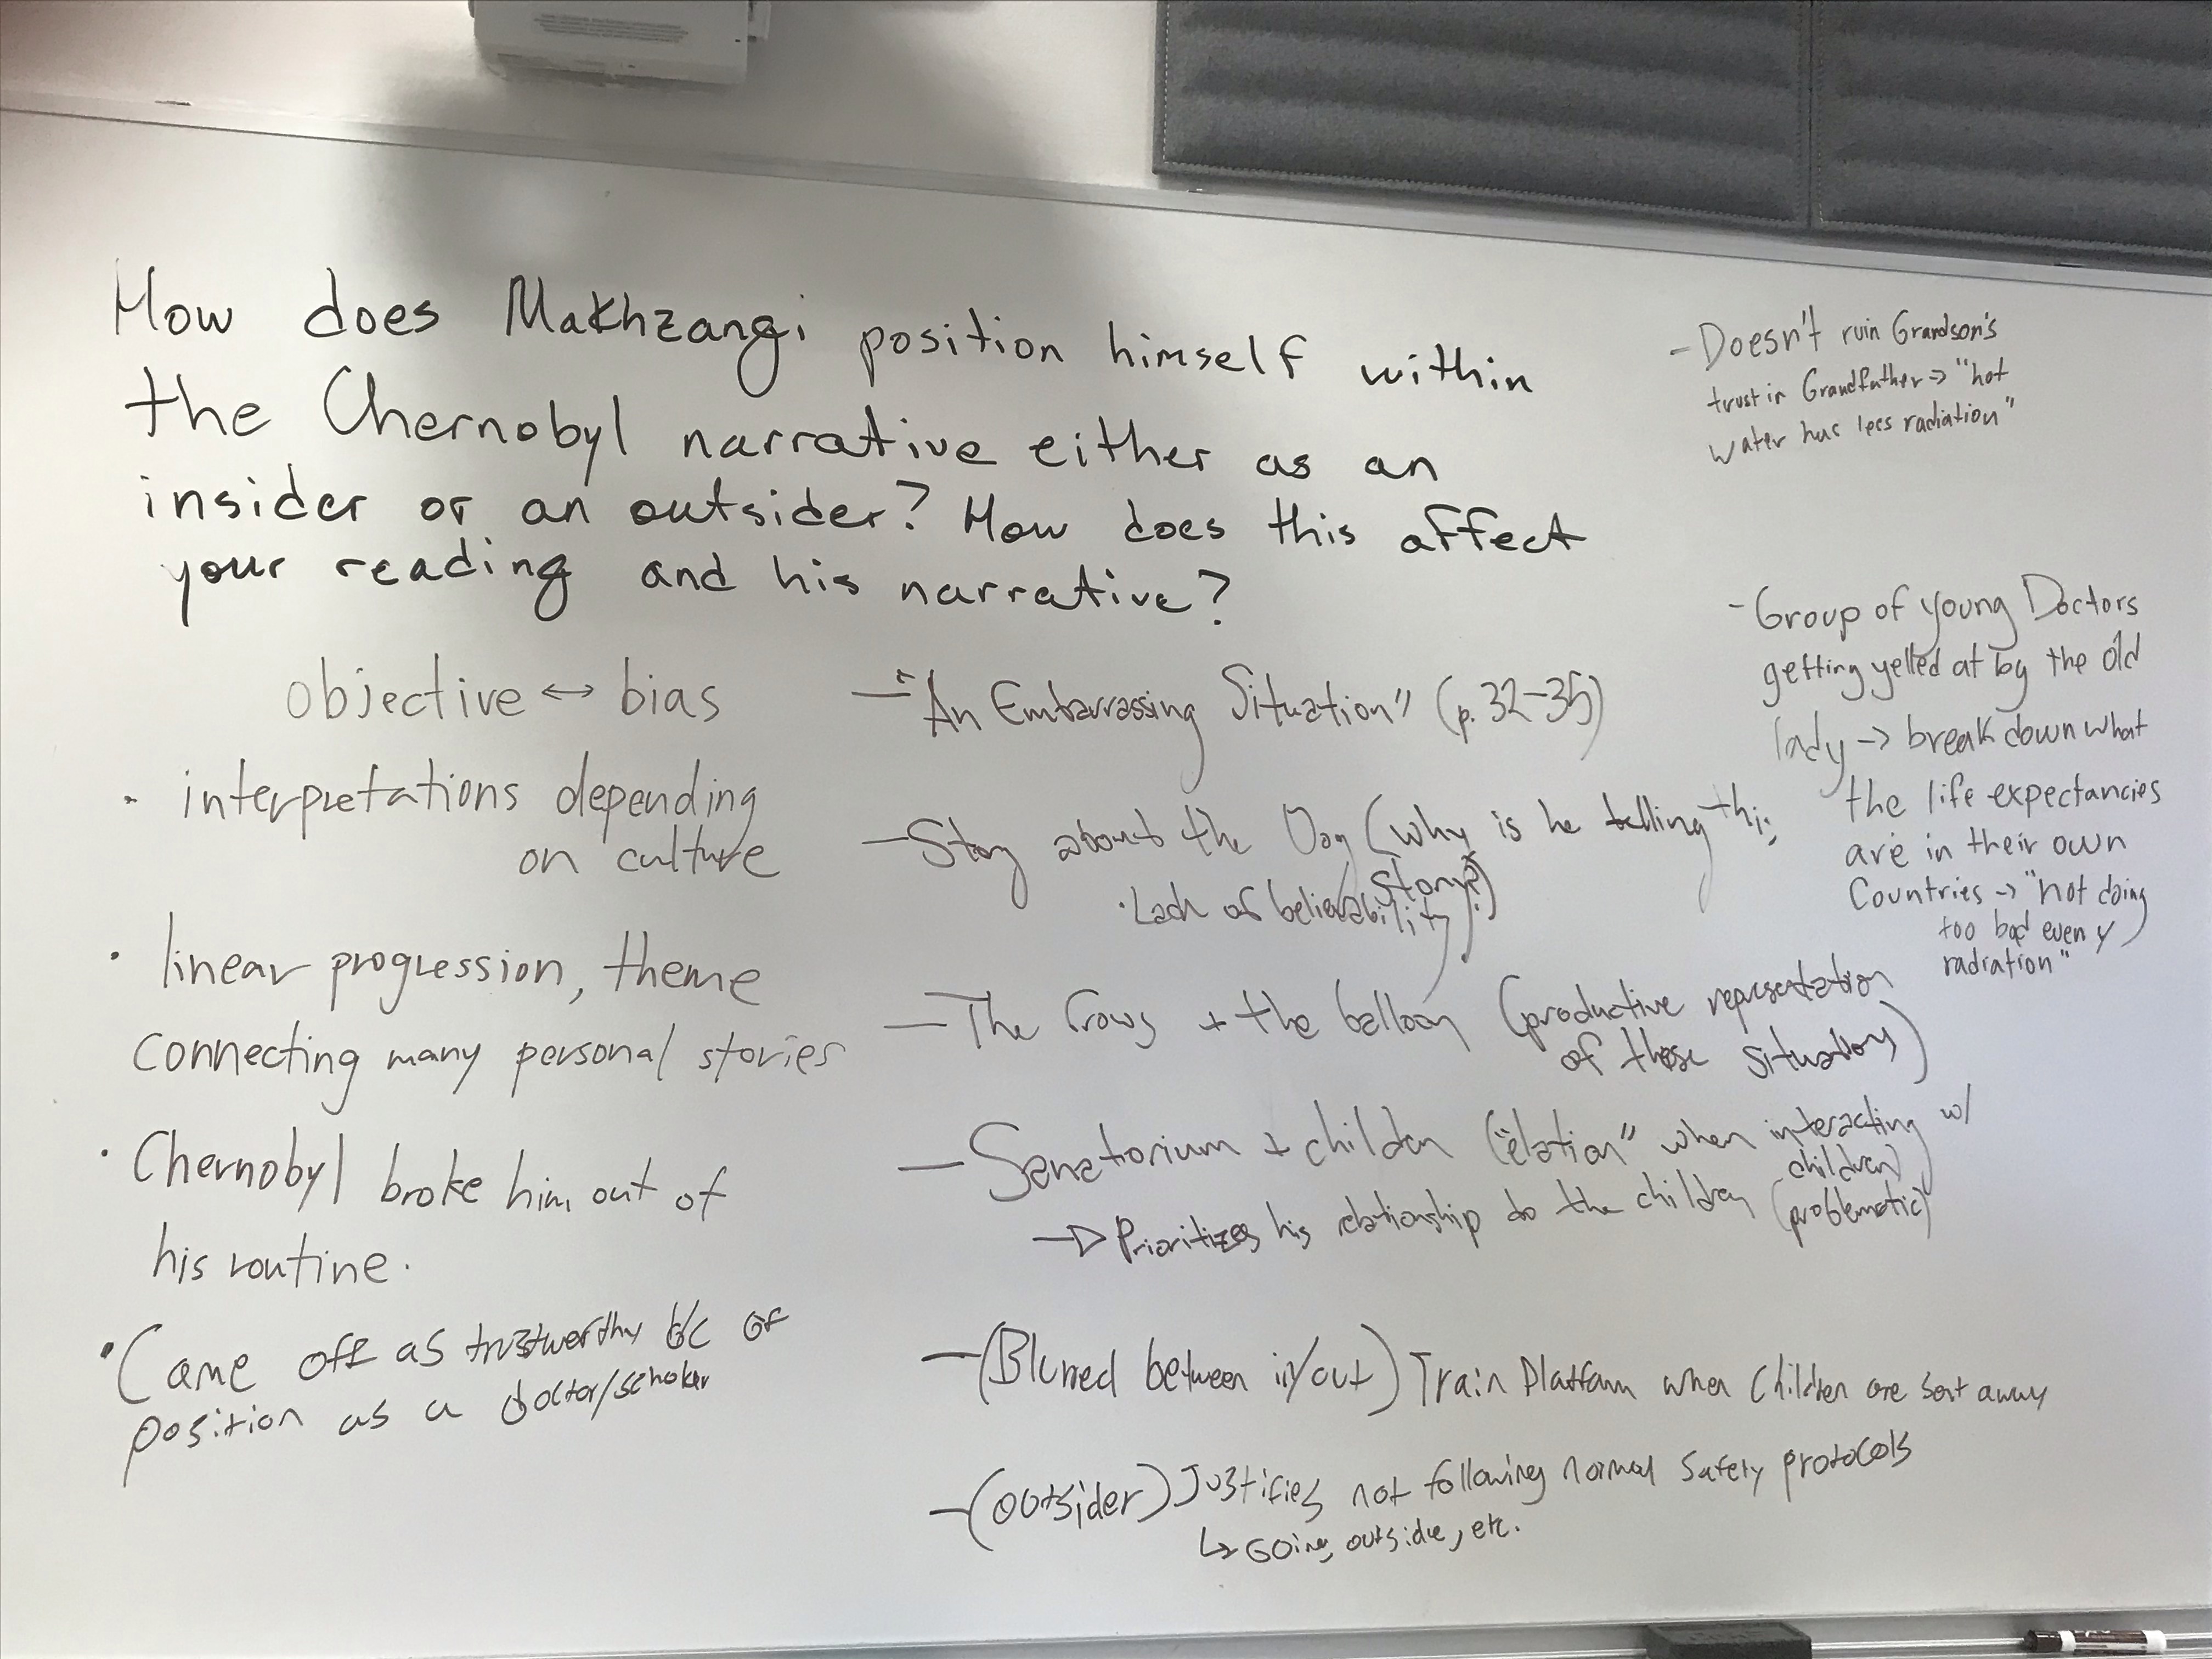 How does Makhzangi position himself within
the Chernobyl narrative either as an
insider or an outsider? How does this affect
your reading and his narrative?
objective ↔ bias
· interpretations depending
on culture
· linear progression, theme
connecting many personal stories
· Chernobyl broke him out of
his routine.
· Came off as trustworthy b/c of
position as a doctor/scholar
— "An Embarrassing Situation" (p. 32-35)
— Story about the Dog (why is he telling this
story?)
· Lack of believability
— The Crows + the balloon (productive representation
of these situations)
— Sanatorium + children ("elation" when interacting w/
children)
→ Prioritizes his relationship to the children (problematic)
— (Blurred between in/out) Train Platform when Children are sent away
— (outsider) Justifies not following normal safety protocols
↳ Going outside, etc.
- Doesn't ruin Grandson's
trust in Grandfather → "hot
water has less radiation"
- Group of young Doctors
getting yelled at by the old
lady → break down what
the life expectancies
are in their own
Countries → "not doing
too bad even y
radiation"